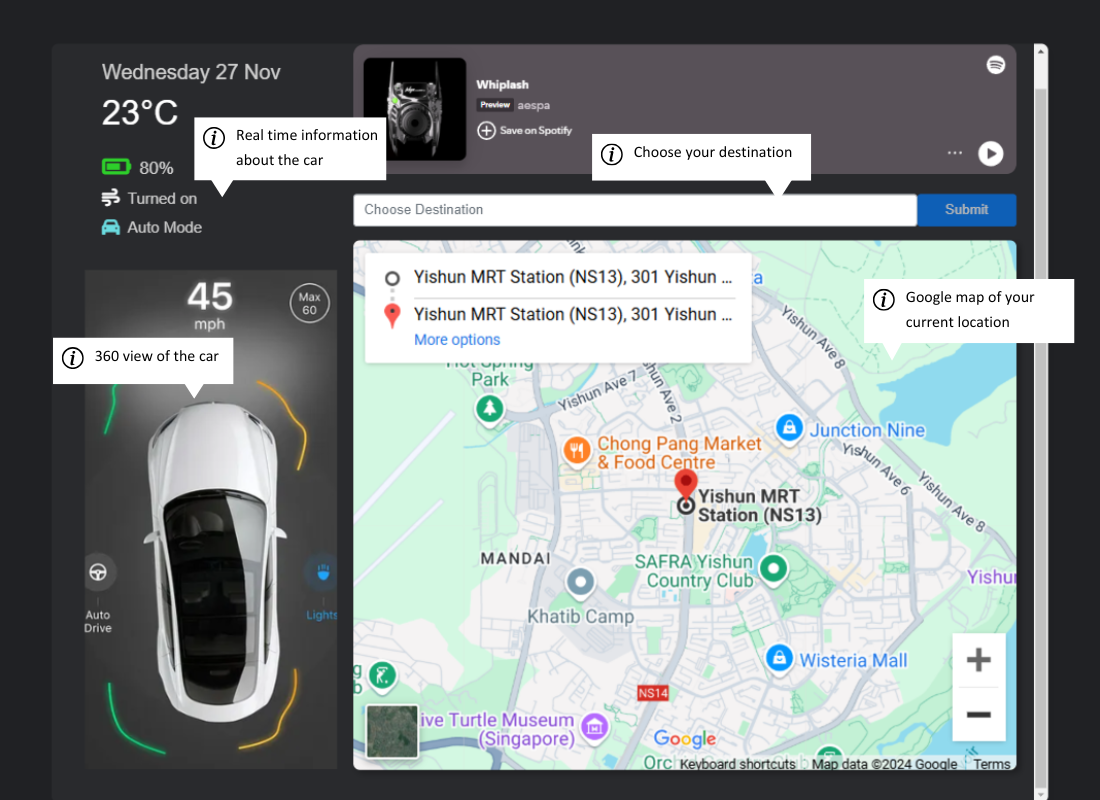 Wednesday 27 Nov
23°C
Real time information
about the car
80%
Turned on
Auto Mode
Whiplash
Preview aespa
Save on Spotify
Choose your destination
Choose Destination
Submit
45
mph
Max
60
360 view of the car
Auto
Drive
Lights
Yishun MRT Station (NS13), 301 Yishun ...
Yishun MRT Station (NS13), 301 Yishun ...
More options
Google map of your
current location
Hot Spring
Park
Yishun Ave 7
Yishun Ave 2
Yishun Ave 8
Junction Nine
Chong Pang Market
& Food Centre
Yishun Ave 6
Yishun Ave 8
Yishun MRT
Station (NS13)
MANDAI
SAFRA Yishun
Country Club
Yishu
Khatib Camp
Wisteria Mall
NS14
ive Turtle Museum
(Singapore)
Google
Keyboard shortcuts
Map data ©2024 Google
Terms